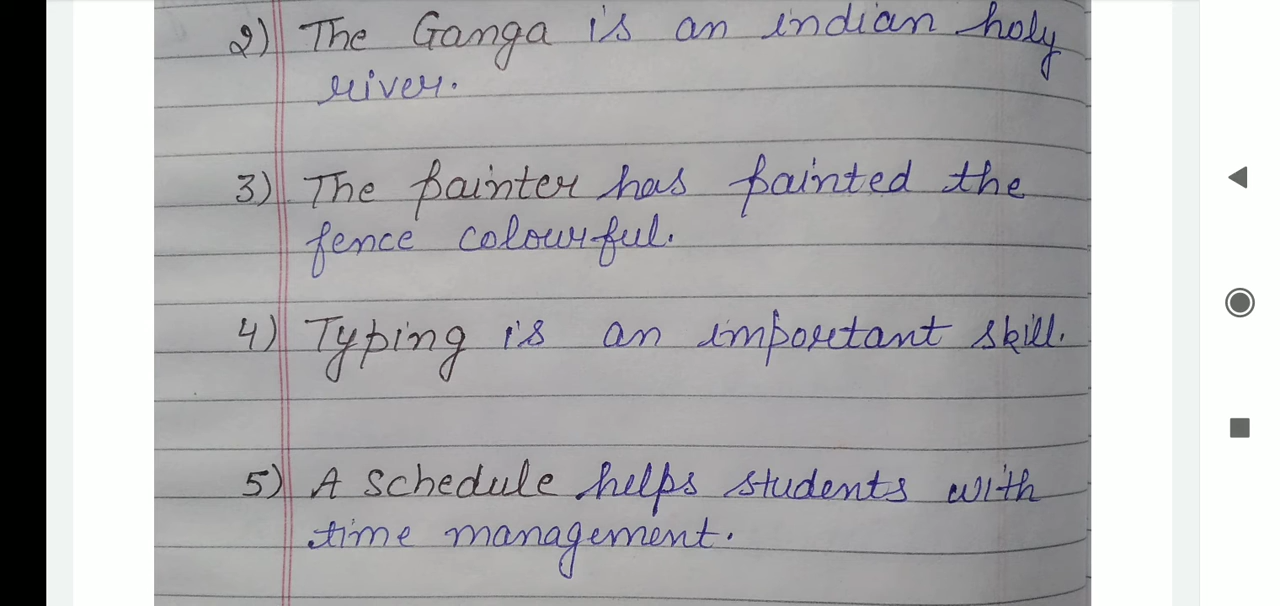 2) The Ganga is an indian holy
river.
3) The painter has painted the
fence colourful.
4) Typing is an important skill.
5) A schedule helps students with
time management.